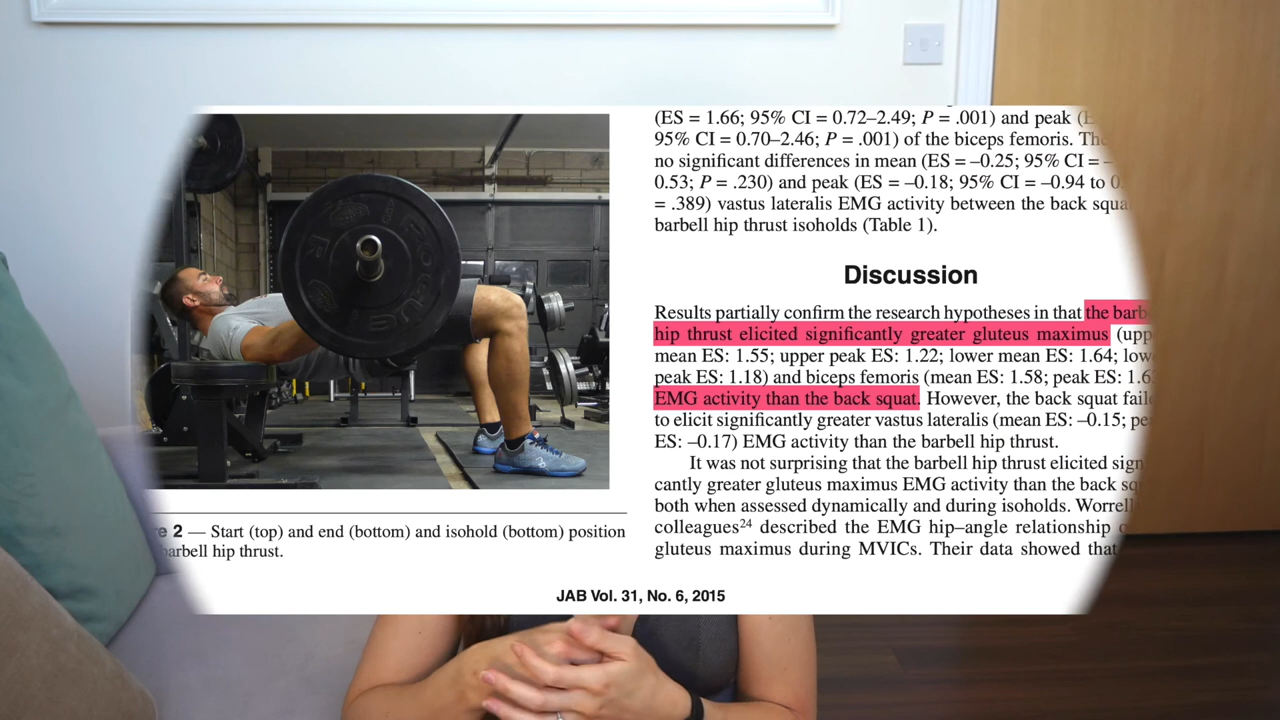 (ES = 1.66; 95% CI = 0.72–2.49; P = .001) and peak
95% CI = 0.70–2.46; P = .001) of the biceps femoris.
no significant differences in mean (ES = –0.25; 95% CI =
0.53; P = .230) and peak (ES = –0.18; 95% CI = –0.94 to
= .389) vastus lateralis EMG activity between the back
barbell hip thrust isoholds (Table 1).
Discussion
Results partially confirm the research hypotheses in that the
hip thrust elicited significantly greater gluteus maximus
mean ES: 1.55; upper peak ES: 1.22; lower mean ES: 1.64;
peak ES: 1.18) and biceps femoris (mean ES: 1.58; peak ES:
EMG activity than the back squat. However, the back squat
to elicit significantly greater vastus lateralis (mean ES: –0.15;
ES: –0.17) EMG activity than the barbell hip thrust.
It was not surprising that the barbell hip thrust elicited
cantly greater gluteus maximus EMG activity than the back
both when assessed dynamically and during isoholds.
colleagues24 described the EMG hip–angle relationship
gluteus maximus during MVICs. Their data showed that
2 — Start (top) and end (bottom) and isohold (bottom) position
barbell hip thrust.
JAB Vol. 31, No. 6, 2015